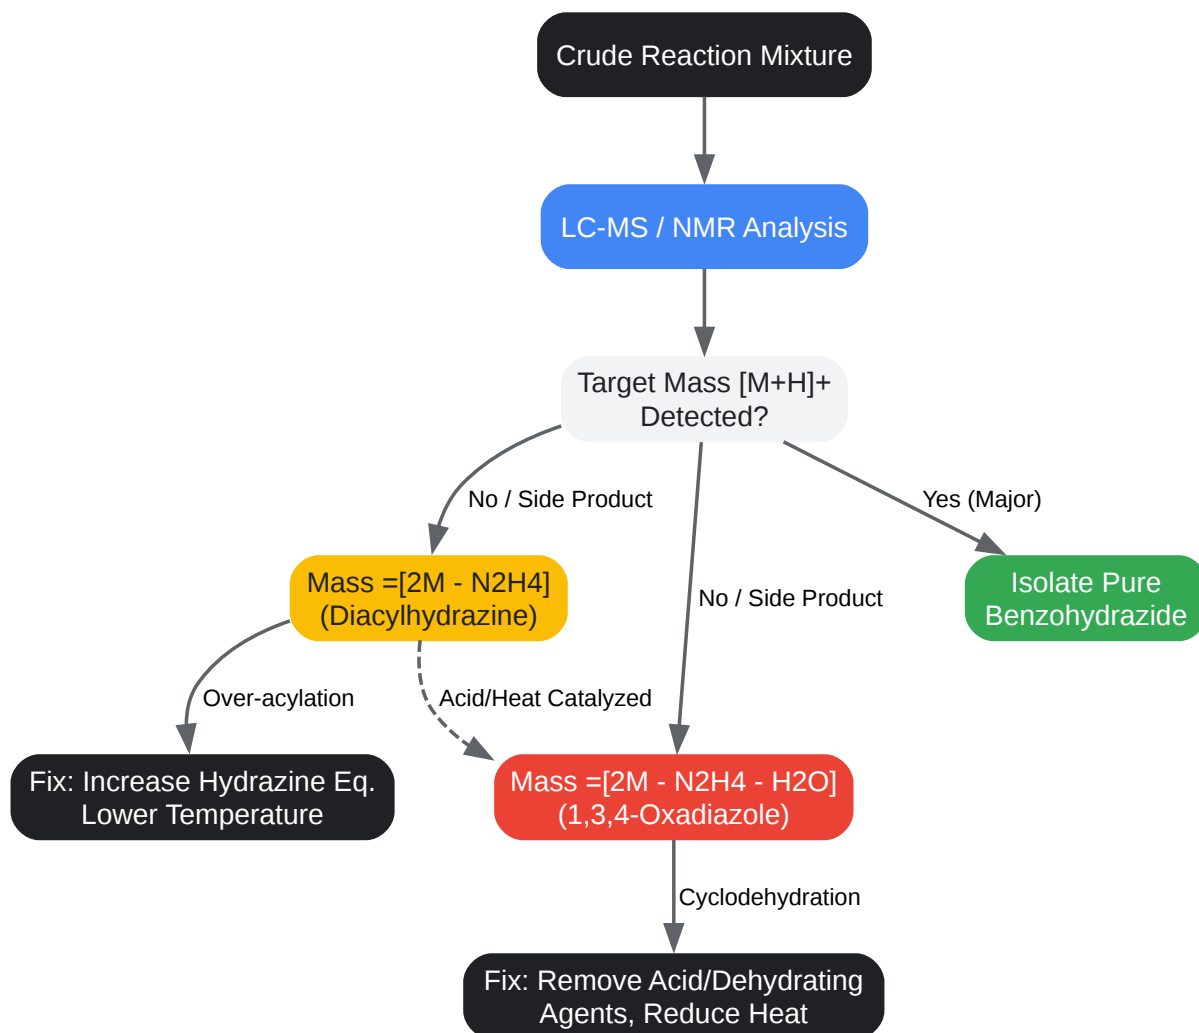 Crude Reaction Mixture
LC-MS / NMR Analysis
Target Mass [M+H]+
Detected?
No / Side Product
Yes (Major)
Mass =[2M - N2H4]
(Diacylhydrazine)
No / Side Product
Isolate Pure
Benzohydrazide
Over-acylation
Acid/Heat Catalyzed
Fix: Increase Hydrazine Eq.
Lower Temperature
Mass =[2M - N2H4 - H2O]
(1,3,4-Oxadiazole)
Cyclodehydration
Fix: Remove Acid/Dehydrating
Agents, Reduce Heat